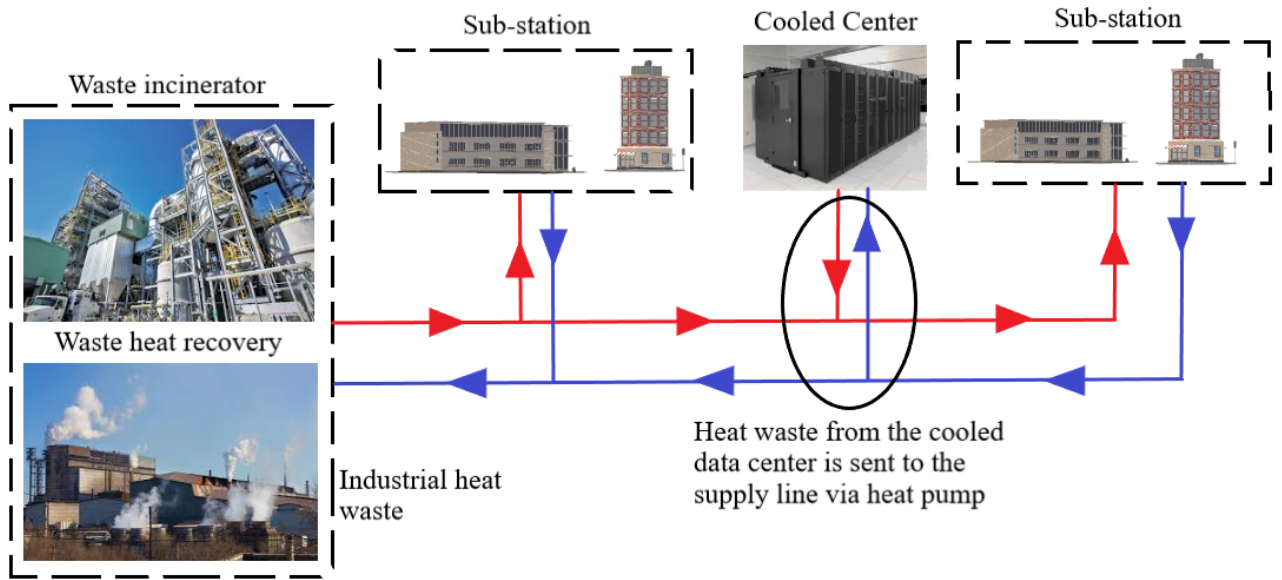 Sub-station
Cooled Center
Sub-station
Waste incinerator
Waste heat recovery
Industrial heat
waste
Heat waste from the cooled
data center is sent to the
supply line via heat pump